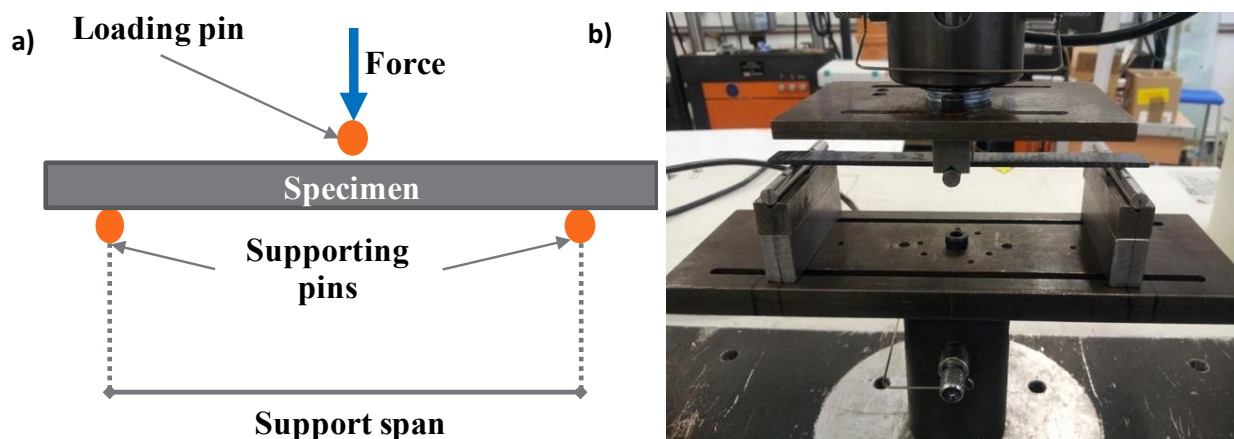 a)
Loading pin
Force
Specimen
Supporting
pins
Support span
b)